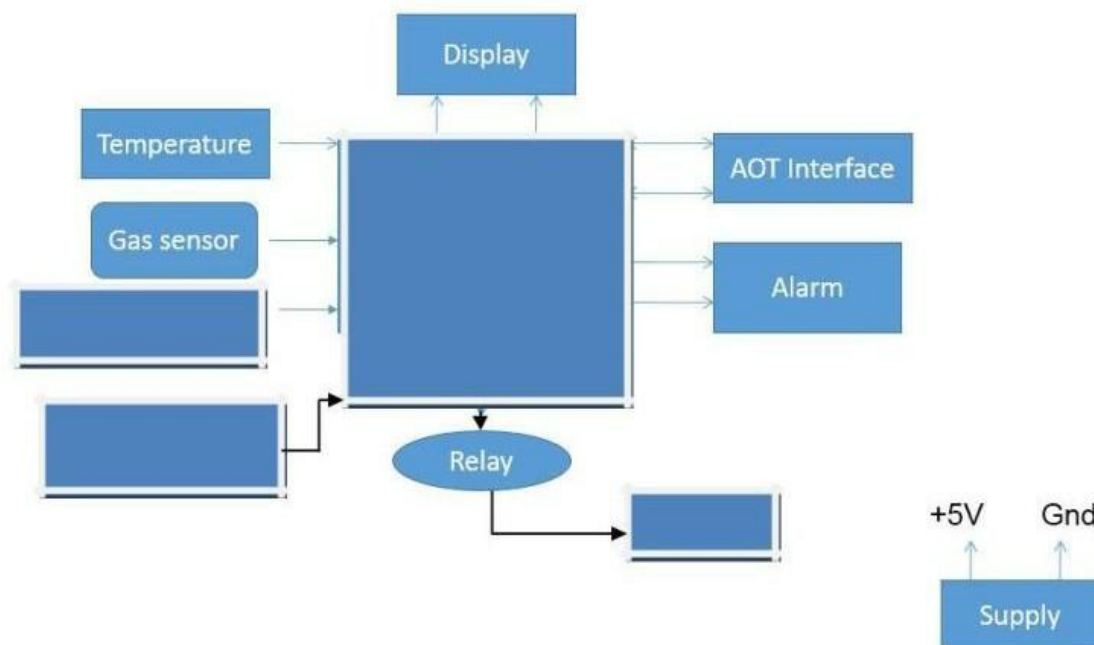 Display
Temperature
AOT Interface
Gas sensor
Alarm
Relay
+5V
Gnd
Supply